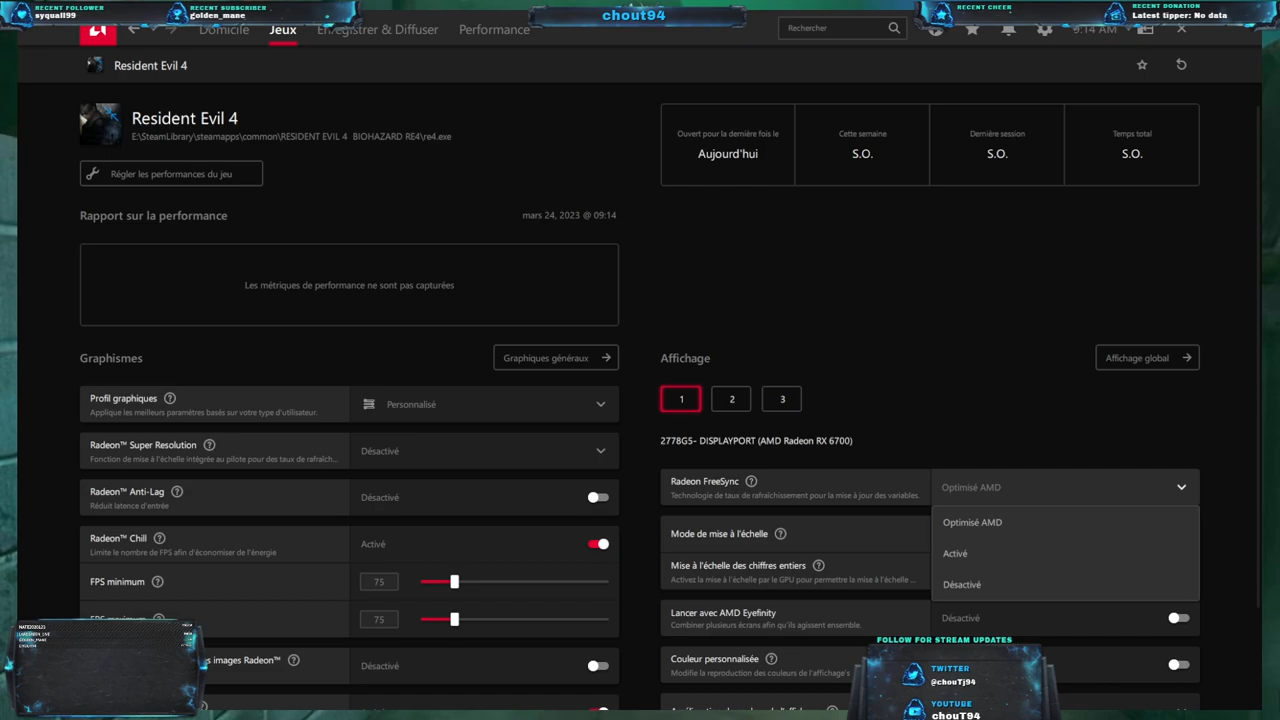 RECENT FOLLOWER
syquall99
RECENT SUBSCRIBER
golden_mane
chout94
RECENT CHEER
RECENT DONATION
Latest tipper: No data
Domicile
Jeux
Enregistrer & Diffuser
Performance
Rechercher
9:14 AM
Resident Evil 4
Resident Evil 4
E:\SteamLibrary\steamapps\common\RESIDENT EVIL 4 BIOHAZARD RE4\re4.exe
Régler les performances du jeu
Ouvert pour la dernière fois le
Aujourd'hui
Cette semaine
S.O.
Dernière session
S.O.
Temps total
S.O.
Rapport sur la performance
mars 24, 2023 @ 09:14
Les métriques de performance ne sont pas capturées
Graphismes
Graphiques généraux
Profil graphiques
Applique les meilleurs paramètres basés sur votre type d'utilisateur.
Personnalisé
Radeon™ Super Resolution
Fonction de mise à l'échelle intégrée au pilote pour des taux de rafraîch...
Désactivé
Radeon™ Anti-Lag
Réduit latence d'entrée
Désactivé
Radeon™ Chill
Limite le nombre de FPS afin d'économiser de l'énergie
Activé
FPS minimum
75
75
s images Radeon™
Désactivé
Affichage
Affichage global
1
2
3
2778G5- DISPLAYPORT (AMD Radeon RX 6700)
Radeon FreeSync
Technologie de taux de rafraîchissement pour la mise à jour des variables.
Optimisé AMD
Optimisé AMD
Activé
Désactivé
Mode de mise à l'échelle
Mise à l'échelle des chiffres entiers
Activez la mise à l'échelle par le GPU pour permettre la mise à l'échelle ...
Lancer avec AMD Eyefinity
Combiner plusieurs écrans afin qu'ils agissent ensemble.
Désactivé
Couleur personnalisée
Modifie la reproduction des couleurs de l'affichage's
FOLLOW FOR STREAM UPDATES
TWITTER
@chouTj94
YOUTUBE
chouT94